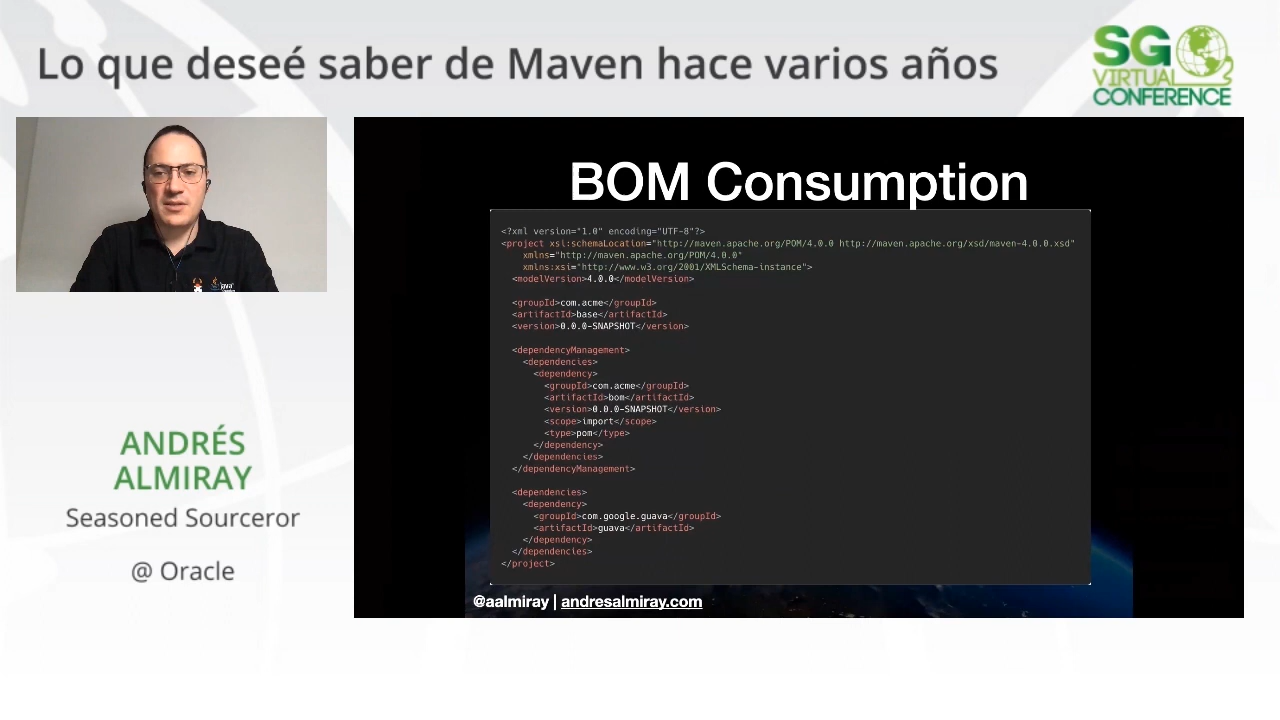 Lo que deseé saber de Maven hace varios años
SG
VIRTUAL
CONFERENCE
BOM Consumption
<?xml version="1.0" encoding="UTF-8"?>
<project xsi:schemaLocation="http://maven.apache.org/POM/4.0.0 http://maven.apache.org/xsd/maven-4.0.0.xsd"
    xmlns="http://maven.apache.org/POM/4.0.0"
    xmlns:xsi="http://www.w3.org/2001/XMLSchema-instance">
  <modelVersion>4.0.0</modelVersion>
  <groupId>com.acme</groupId>
  <artifactId>base</artifactId>
  <version>0.0.0-SNAPSHOT</version>
  <dependencyManagement>
    <dependencies>
      <dependency>
        <groupId>com.acme</groupId>
        <artifactId>bom</artifactId>
        <version>0.0.0-SNAPSHOT</version>
        <scope>import</scope>
        <type>pom</type>
      </dependency>
    </dependencies>
  </dependencyManagement>
  <dependencies>
    <dependency>
      <groupId>com.google.guava</groupId>
      <artifactId>guava</artifactId>
    </dependency>
  </dependencies>
</project>
@aalmiray | andresalmiray.com
ANDRÉS
ALMIRAY
Seasoned Sourceror
@ Oracle
Java